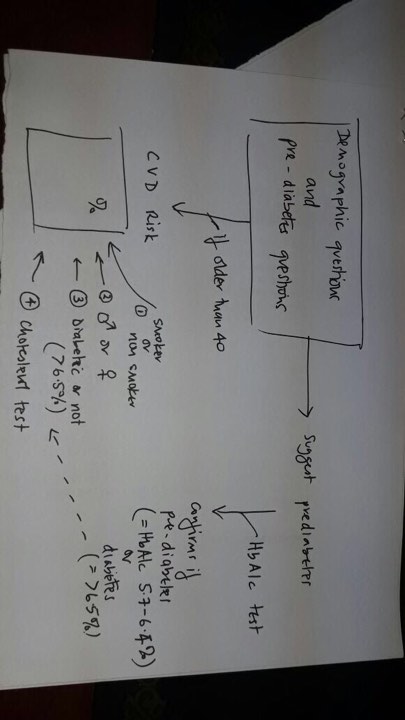 Demographic questions
and
pre-diabetes questions
suggest prediabetes
HbA1c test
If older than 40
Confirms if
pre-diabetes
(= HbA1c 5.7-6.4%)
or
diabetes
(= >6.5%)
CVD Risk
%
smoker
① or
non smoker
② ♂ or ♀
③ Diabetic or not
(>6.5%)
④ Cholesterol test